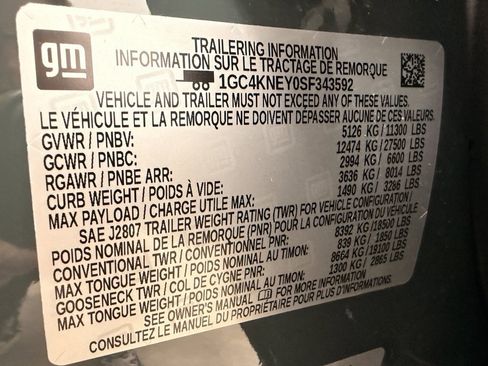 gm
TRAILERING INFORMATION
INFORMATION SUR LE TRACTAGE DE REMORQUE
1GC4KNEY0SF343592
VEHICLE AND TRAILER MUST NOT EXCEED ANY OF THESE VALUES.
LE VÉHICULE ET LA REMORQUE NE DOIVENT DÉPASSER AUCUNE DE CES VALEURS.
GVWR / PNBV: 5126 KG / 11300 LBS
GCWR / PNBC: 12474 KG / 27500 LBS
RGAWR / PNBE ARR: 2994 KG / 6600 LBS
CURB WEIGHT / POIDS À VIDE: 3636 KG / 8014 LBS
MAX PAYLOAD / CHARGE UTILE MAX: 1490 KG / 3286 LBS
SAE J2807 TRAILER WEIGHT RATING (TWR) FOR VEHICLE CONFIGURATION /
POIDS NOMINAL DE LA REMORQUE (PNR) POUR LA CONFIGURATION DU VÉHICULE
CONVENTIONAL TWR / CONVENTIONNEL PNR: 8392 KG / 18500 LBS
MAX TONGUE WEIGHT / POIDS NOMINAL AU TIMON: 839 KG / 1850 LBS
GOOSENECK TWR / COL DE CYGNE PNR: 8664 KG / 19100 LBS
MAX TONGUE WEIGHT / POIDS NOMINAL AU TIMON: 1300 KG / 2865 LBS
SEE OWNER'S MANUAL FOR MORE INFORMATION.
CONSULTEZ LE MANUEL DU PROPRIÉTAIRE POUR PLUS D'INFORMATION.